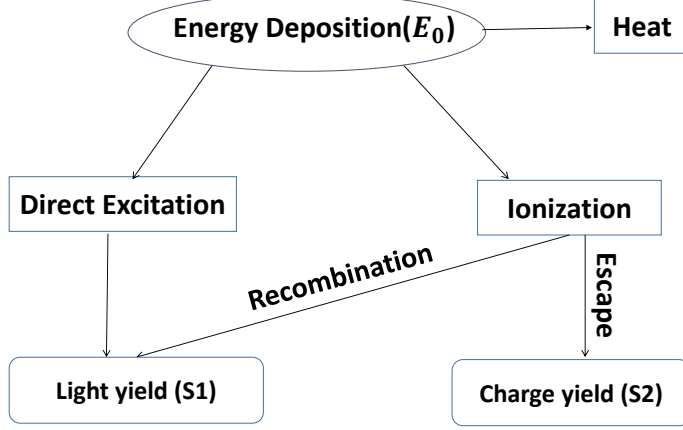 Energy Deposition(E₀)
Heat
Direct Excitation
Ionization
Recombination
Escape
Light yield (S1)
Charge yield (S2)